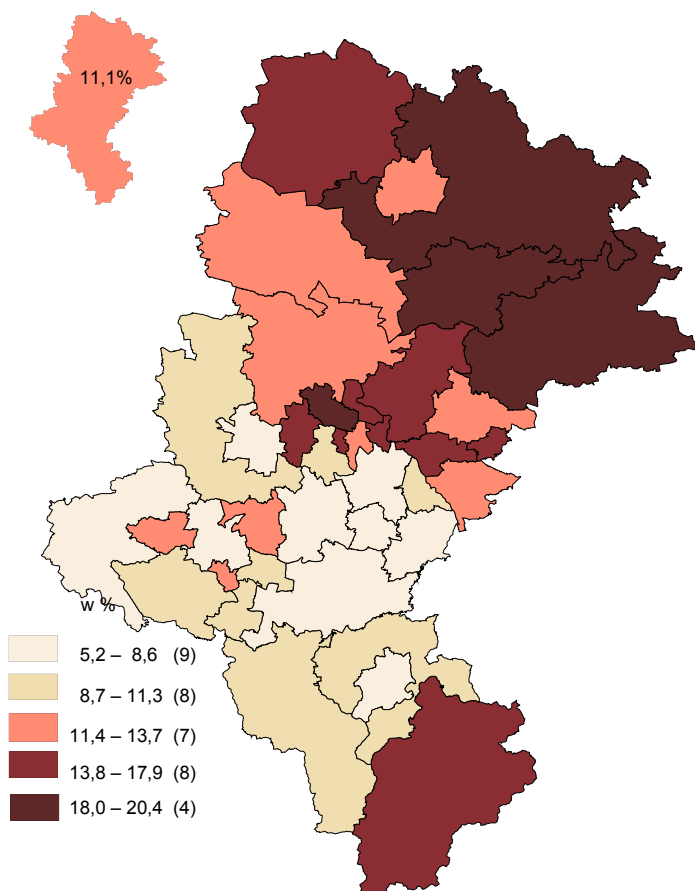 11,1%
w %
5,2 – 8,6 (9)
8,7 – 11,3 (8)
11,4 – 13,7 (7)
13,8 – 17,9 (8)
18,0 – 20,4 (4)